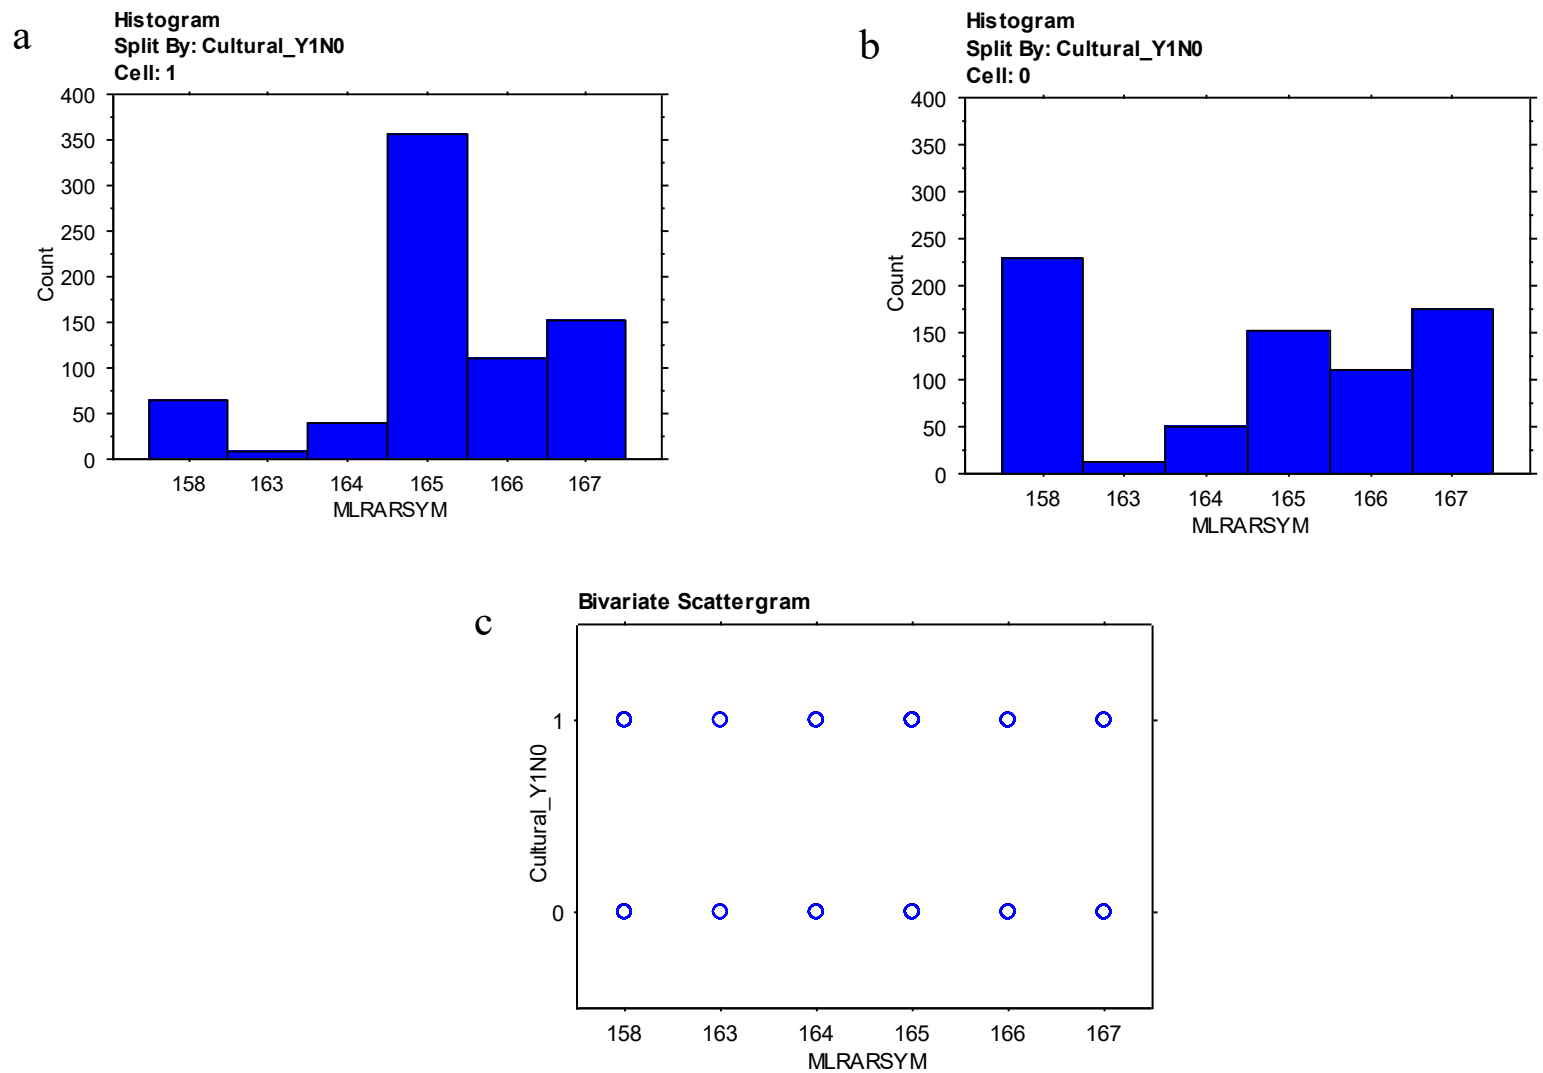 a
Histogram
Split By: Cultural_Y1N0
Cell: 1
400
350
300
250
200
150
100
50
0
Count
158 163 164 165 166 167
MLRARSYM
b
Histogram
Split By: Cultural_Y1N0
Cell: 0
400
350
300
250
200
150
100
50
0
Count
158 163 164 165 166 167
MLRARSYM
c
Bivariate Scattergram
1
0
Cultural_Y1N0
158 163 164 165 166 167
MLRARSYM